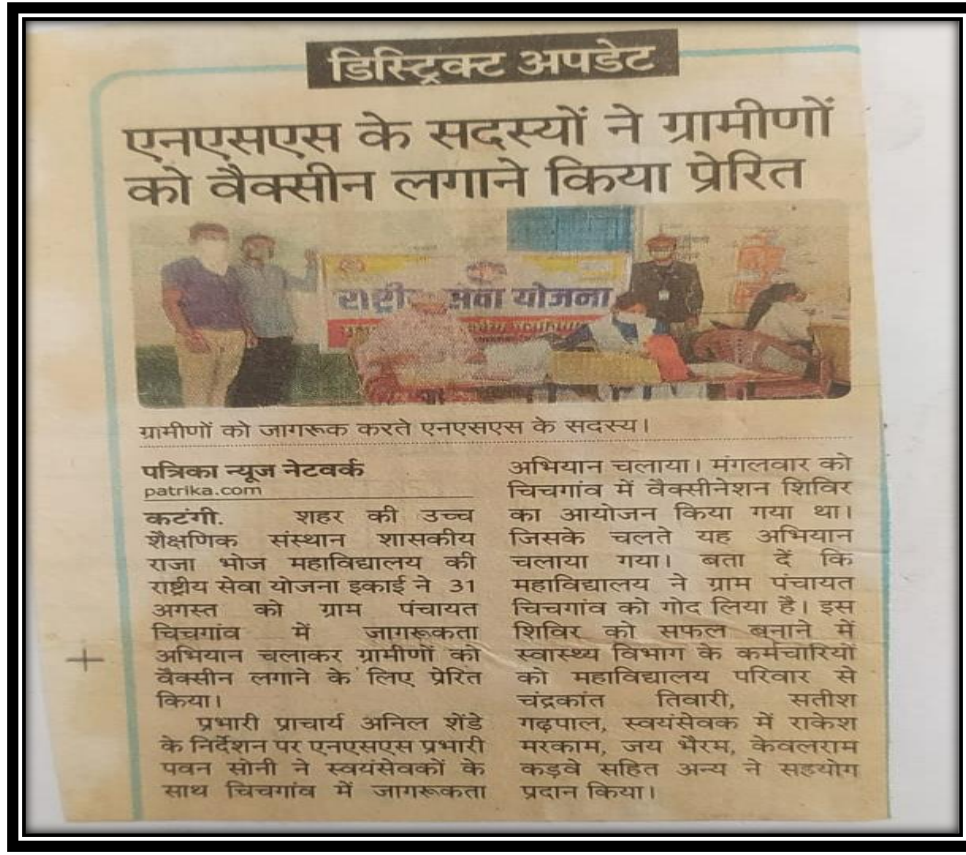 डिस्ट्रिक्ट अपडेट
एनएसएस के सदस्यों ने ग्रामीणों
को वैक्सीन लगाने किया प्रेरित
राष्ट्रीय सेवा योजना
ग्रामीणों को जागरूक करते एनएसएस के सदस्य।
पत्रिका न्यूज नेटवर्क
patrika.com
कटंगी. शहर की उच्च
शैक्षणिक संस्थान शासकीय
राजा भोज महाविद्यालय की
राष्ट्रीय सेवा योजना इकाई ने 31
अगस्त को ग्राम पंचायत
चिचगांव में जागरूकता
अभियान चलाकर ग्रामीणों को
वैक्सीन लगाने के लिए प्रेरित
किया।
प्रभारी प्राचार्य अनिल शेंडे
के निर्देशन पर एनएसएस प्रभारी
पवन सोनी ने स्वयंसेवकों के
साथ चिचगांव में जागरूकता
अभियान चलाया। मंगलवार को
चिचगांव में वैक्सीनेशन शिविर
का आयोजन किया गया था।
जिसके चलते यह अभियान
चलाया गया। बता दें कि
महाविद्यालय ने ग्राम पंचायत
चिचगांव को गोद लिया है। इस
शिविर को सफल बनाने में
स्वास्थ्य विभाग के कर्मचारियों
को महाविद्यालय परिवार से
चंद्रकांत तिवारी, सतीश
गढ़पाल, स्वयंसेवक में राकेश
मरकाम, जय भैरम, केवलराम
कड़वे सहित अन्य ने सहयोग
प्रदान किया।